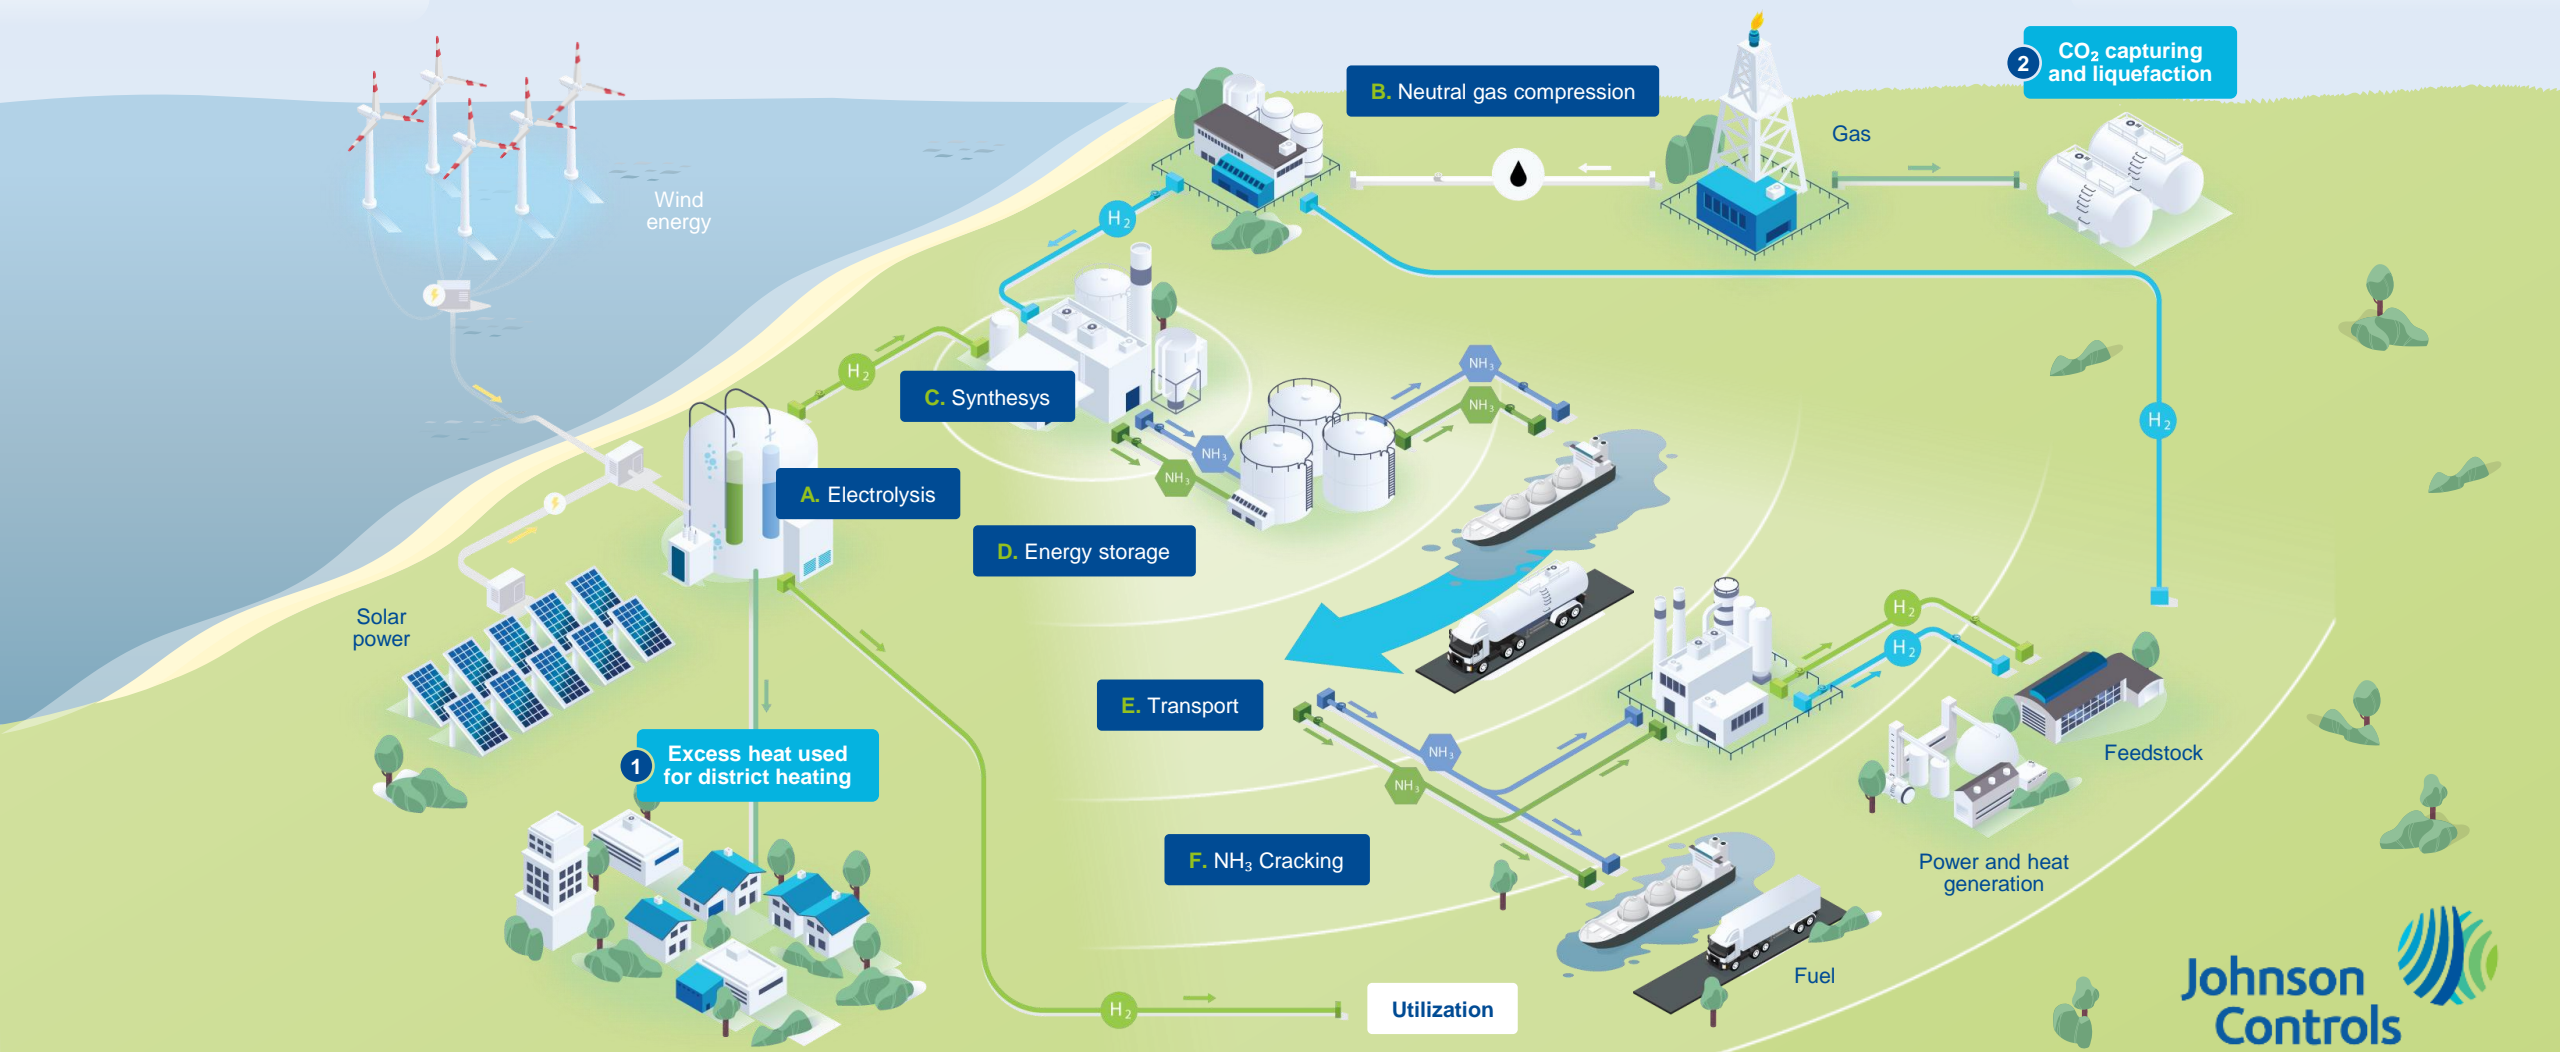 CO₂ capturing
and liquefaction
2
B. Neutral gas compression
Gas
Wind
energy
H₂
H₂
NH₃
C. Synthesys
NH₃
H₂
NH₃
NH₃
A. Electrolysis
D. Energy storage
Solar
power
H₂
H₂
E. Transport
NH₃
Feedstock
1
Excess heat used
for district heating
NH₃
F. NH₃ Cracking
Power and heat
generation
Fuel
H₂
Utilization
Johnson
Controls